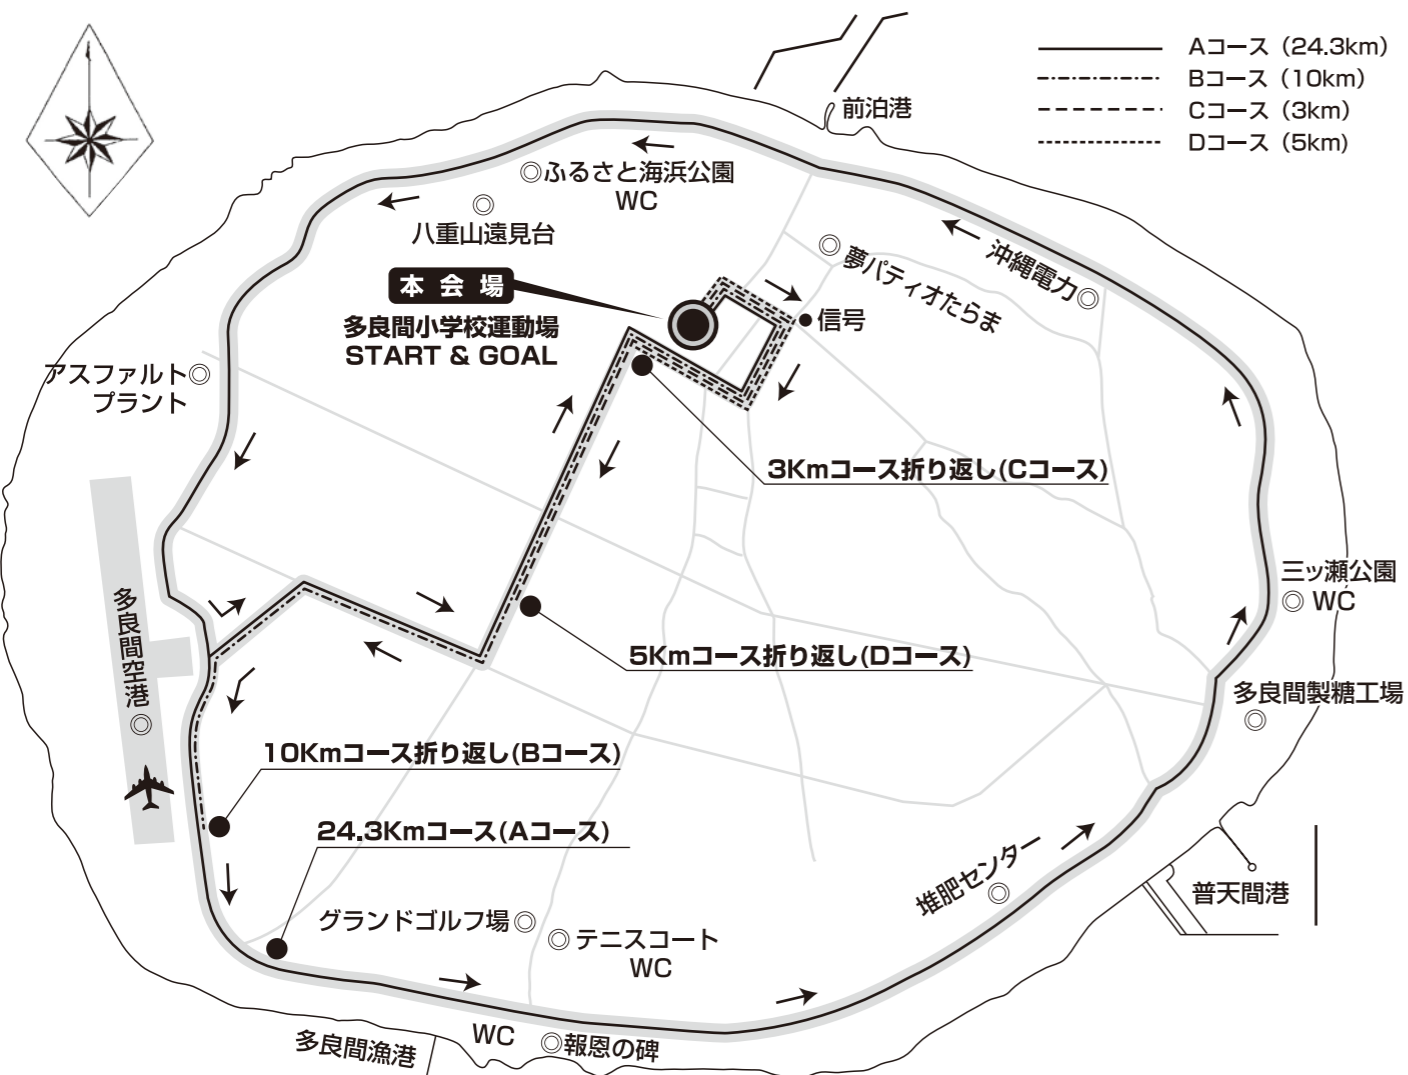 Aコース（24.3km）
Bコース（10km）
Cコース（3km）
Dコース（5km）
前泊港
◎ふるさと海浜公園
WC
◎
八重山遠見台
◎夢パティオたらま
沖縄電力◎
本会場
多良間小学校運動場
START & GOAL
●信号
アスファルト◎
プラント
3Kmコース折り返し(Cコース)
三ッ瀬公園
◎ WC
多良間空港◎
5Kmコース折り返し(Dコース)
多良間製糖工場
◎
10Kmコース折り返し(Bコース)
24.3Kmコース(Aコース)
堆肥センター
◎
普天間港
グランドゴルフ場◎
◎テニスコート
WC
WC
◎報恩の碑
多良間漁港